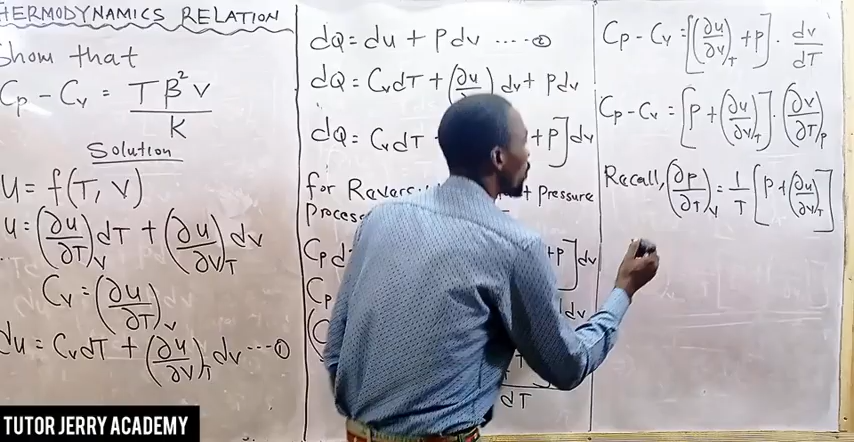 HERMODYNAMICS RELATION
Show that
Cp - Cv = Tβ²V / K
Solution
U = f(T, V)
u = (∂u/∂T)v dT + (∂u/∂v)T dv
Cv = (∂u/∂T)v
du = CvdT + (∂u/∂v)T dv ---- ①
dQ = du + Pdv ---- ②
dQ = CvdT + (∂u/ dv + Pdv
dQ = CvdT + P] dv
for Revers Pressure
Process
Cp d +P] dv
Cp dv
dT
Cp - Cv = [(∂u/∂v)T + P] · dv/dT
Cp - Cv = [P + (∂u/∂v)T] · (∂v/∂T)p
Recall, (∂P/∂T)v = 1/T [P + (∂u/∂v)T]
TUTOR JERRY ACADEMY